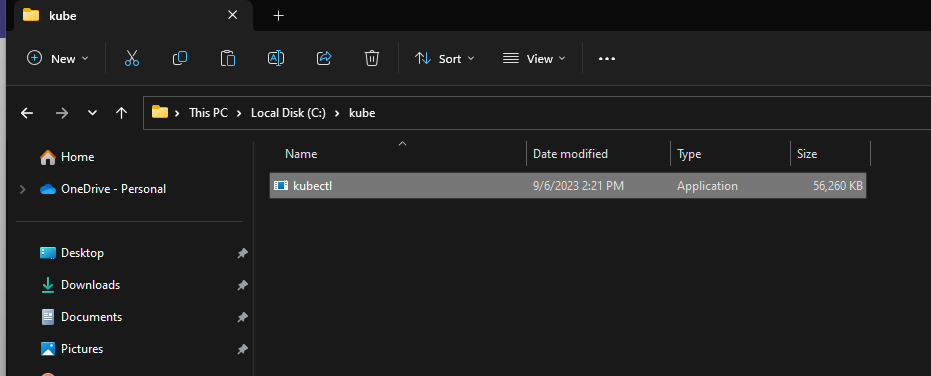 kube
New Sort View
This PC Local Disk (C:) kube
Home
OneDrive - Personal
Desktop
Downloads
Documents
Pictures
Name Date modified Type Size
kubectl 9/6/2023 2:21 PM Application 56,260 KB